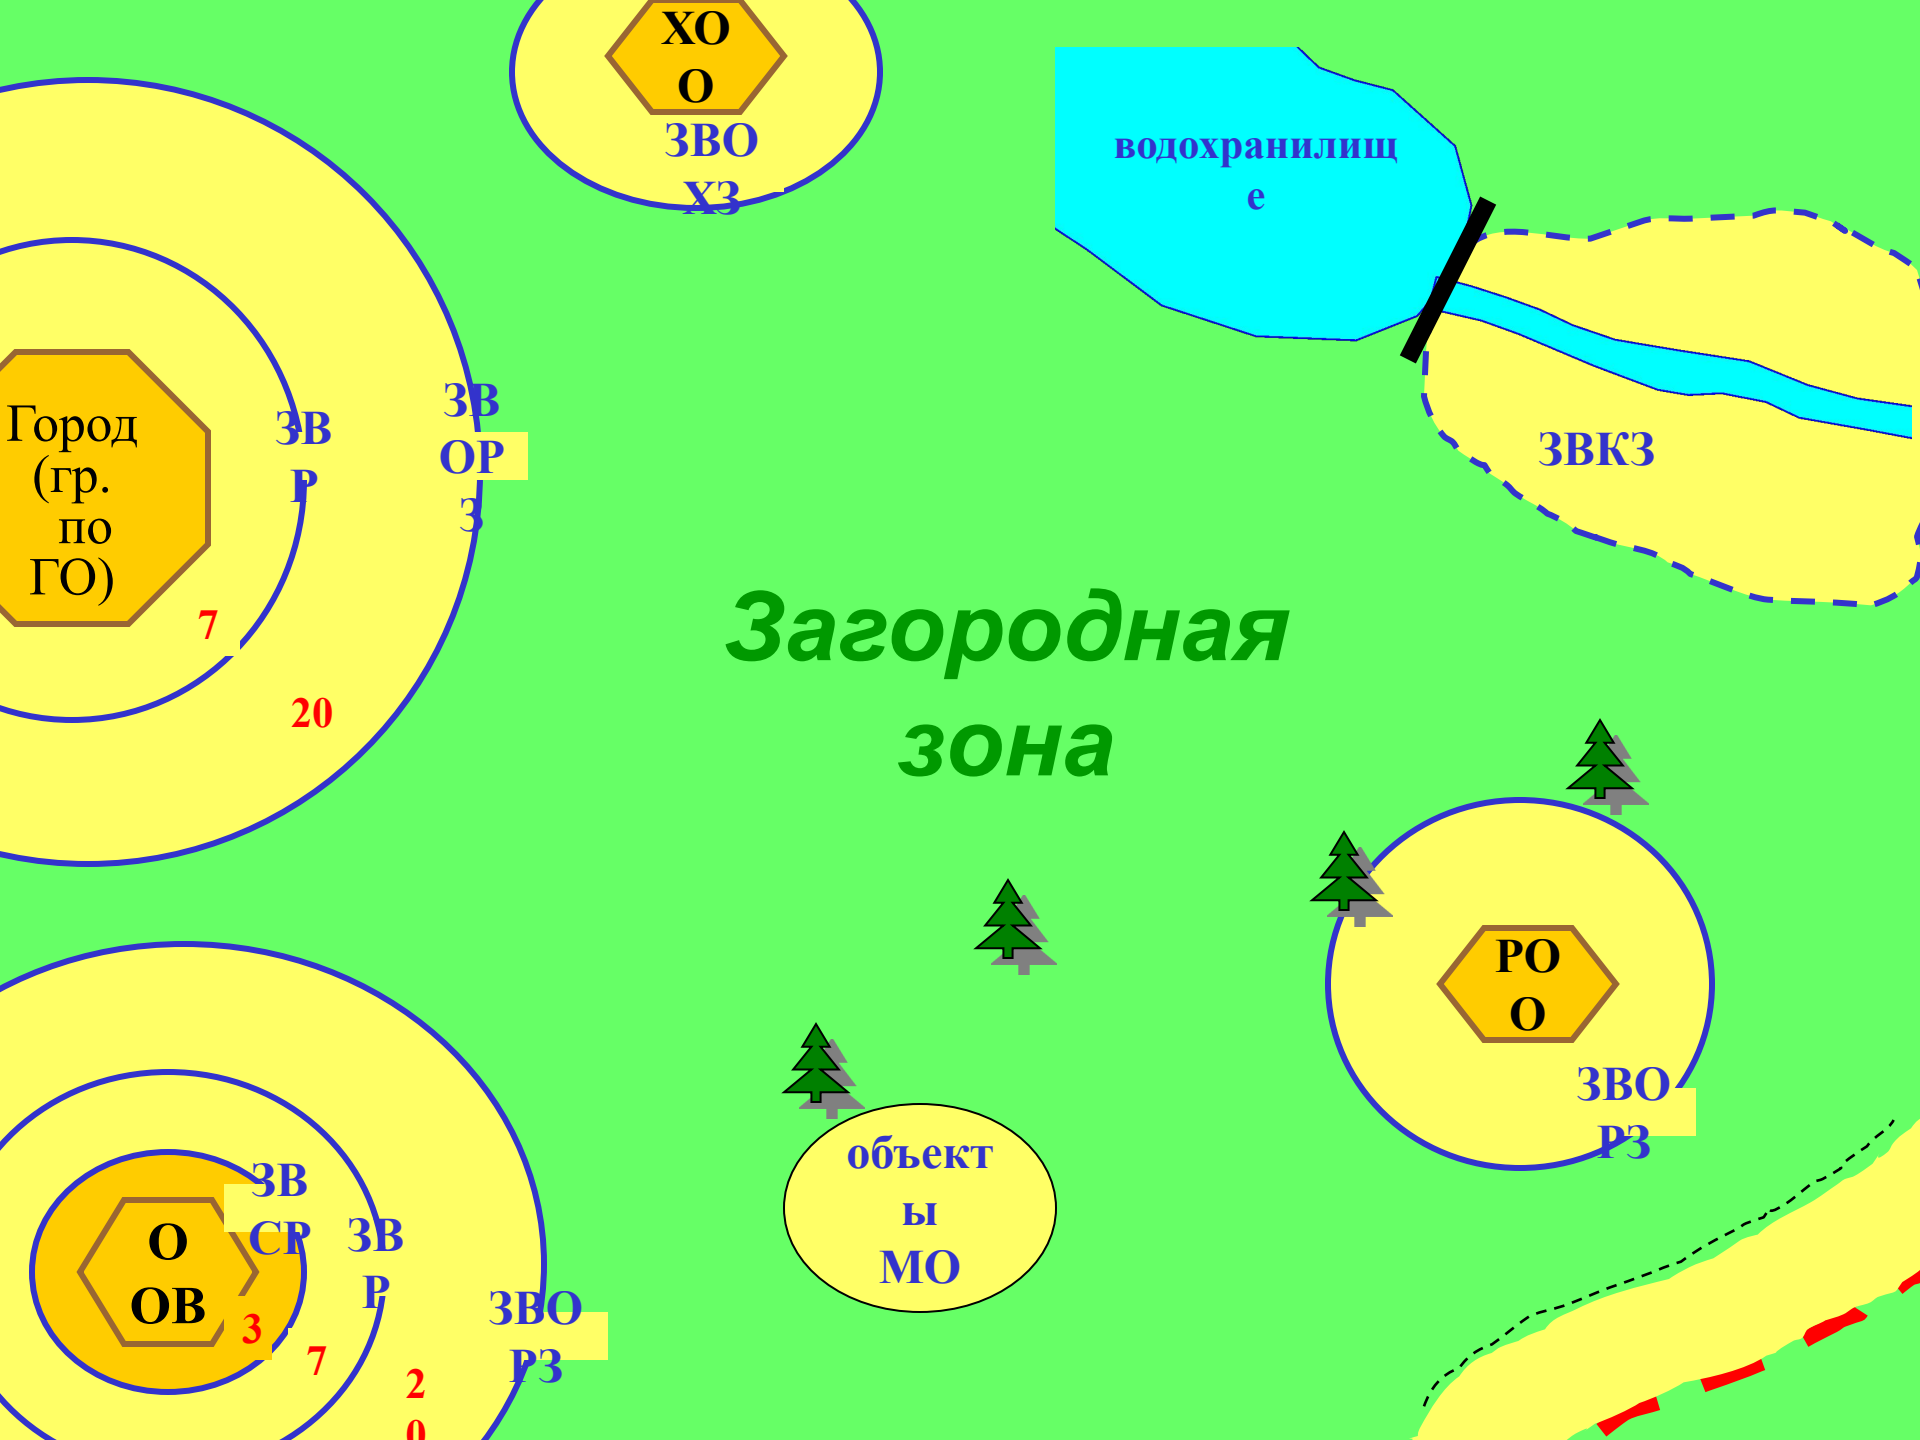 ХО
О
ЗВО
ХЗ
водохранилищ
е
ЗВКЗ
Город
(гр.
по
ГО)
ЗВ
Р
ЗВ
ОР
З
7
20
Загородная
зона
РО
О
ЗВО
РЗ
объект
ы
МО
О
ОВ
ЗВ
СР
ЗВ
Р
ЗВО
РЗ
3
7
2
0